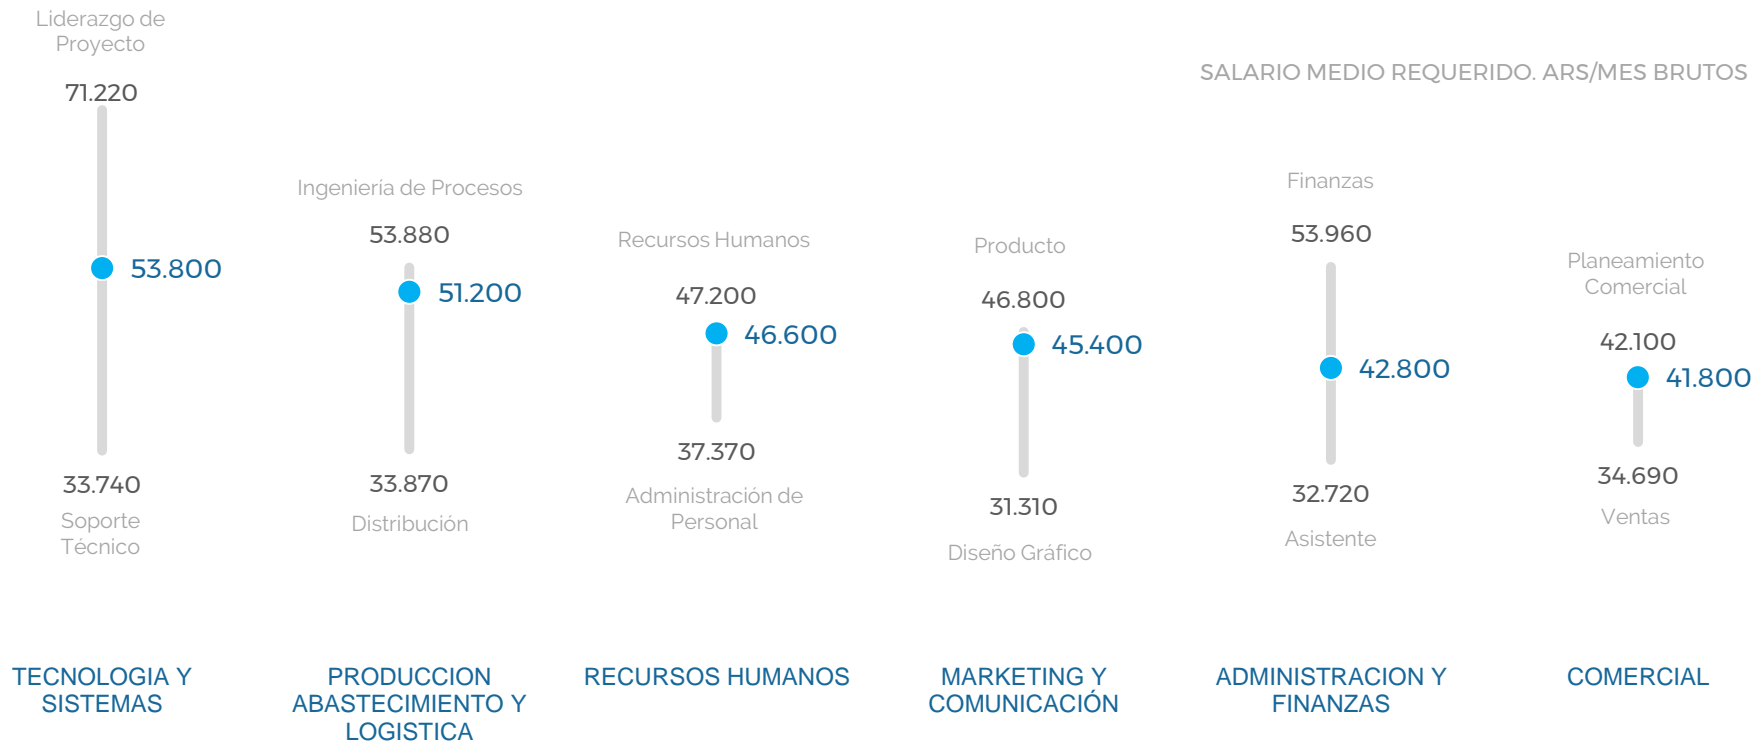 SALARIO MEDIO REQUERIDO. ARS/MES BRUTOS
Liderazgo de
Proyecto
71.220
53.800
33.740
Soporte
Técnico
TECNOLOGIA Y
SISTEMAS
Ingeniería de Procesos
53.880
51.200
33.870
Distribución
PRODUCCION
ABASTECIMIENTO Y
LOGISTICA
Recursos Humanos
47.200
46.600
37.370
Administración de
Personal
RECURSOS HUMANOS
Producto
46.800
45.400
31.310
Diseño Gráfico
MARKETING Y
COMUNICACIÓN
Finanzas
53.960
42.800
32.720
Asistente
ADMINISTRACION Y
FINANZAS
Planeamiento
Comercial
42.100
41.800
34.690
Ventas
COMERCIAL